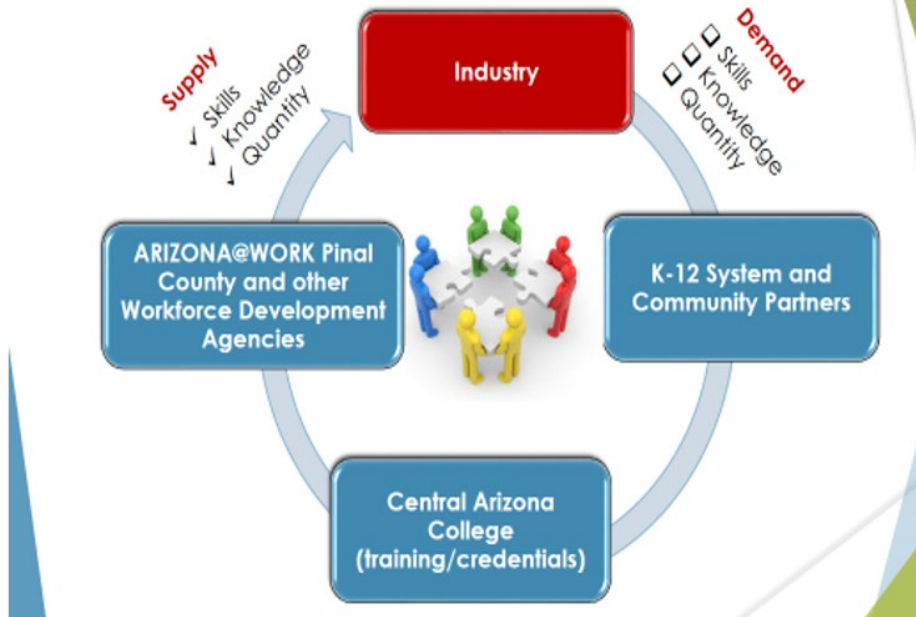 Supply
✓ Skills
✓ Knowledge
✓ Quantity
Industry
Demand
❑ Skills
❑ Knowledge
❑ Quantity
ARIZONA@WORK Pinal
County and other
Workforce Development
Agencies
K-12 System and
Community Partners
Central Arizona
College
(training/credentials)